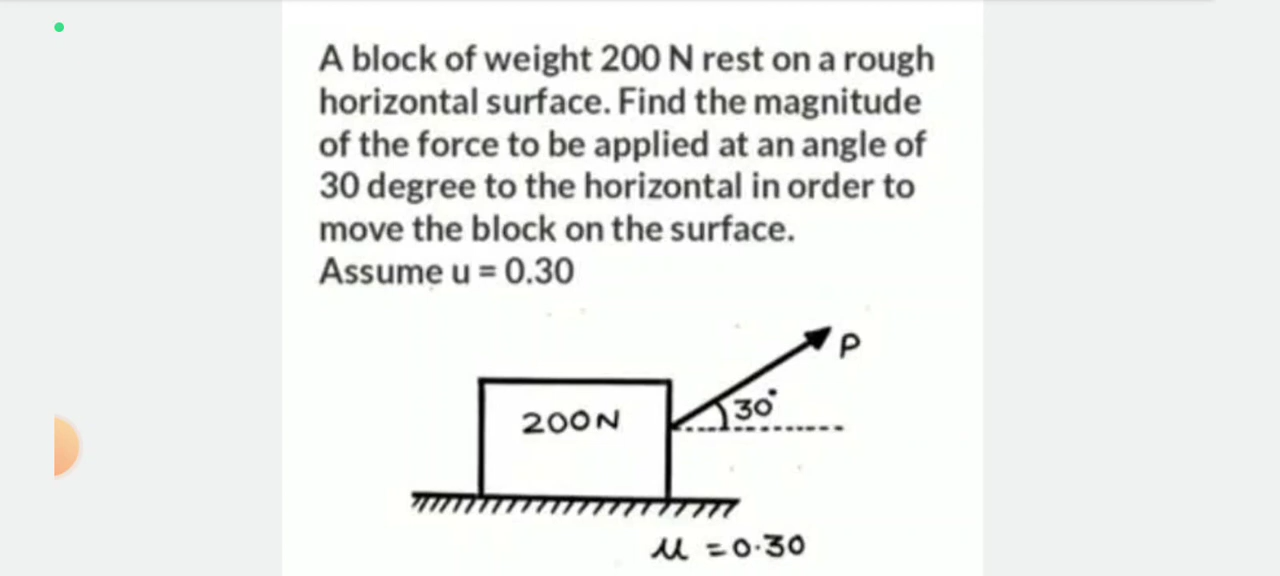 A block of weight 200 N rest on a rough
horizontal surface. Find the magnitude
of the force to be applied at an angle of
30 degree to the horizontal in order to
move the block on the surface.
Assume u = 0.30
P
30°
200N
μ = 0.30